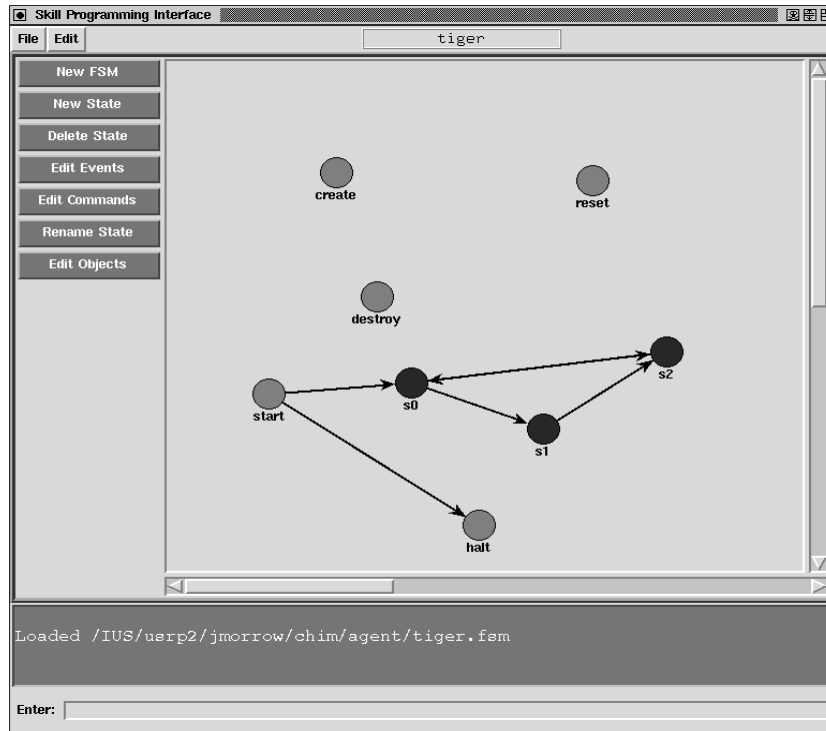 Skill Programming Interface
File Edit
tiger
New FSM
New State
Delete State
Edit Events
Edit Commands
Rename State
Edit Objects
create
reset
destroy
s2
s0
start
s1
halt
Loaded /IUS/usrp2/jmorrow/chim/agent/tiger.fsm
Enter: